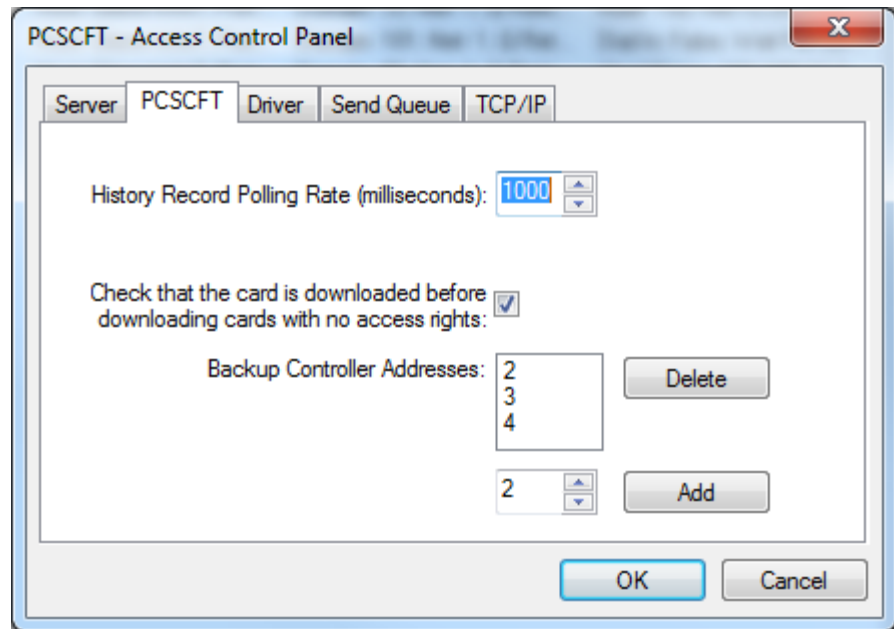 PCSCFT - Access Control Panel
Server PCSCFT Driver Send Queue TCP/IP
History Record Polling Rate (milliseconds): 1000
Check that the card is downloaded before
downloading cards with no access rights:
Backup Controller Addresses: 2 Delete
3
4
2 Add
OK Cancel